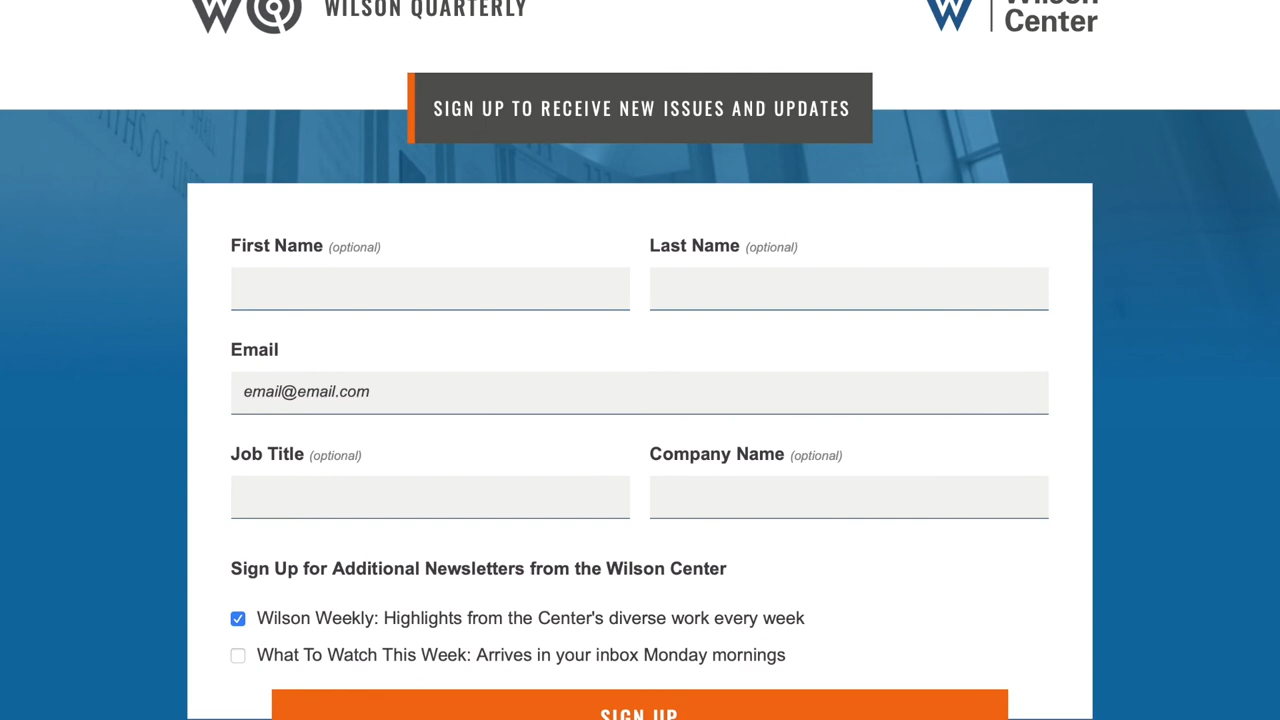 WQ WILSON QUARTERLY
W Wilson
Center
SIGN UP TO RECEIVE NEW ISSUES AND UPDATES
First Name (optional) Last Name (optional)
Email
email@email.com
Job Title (optional) Company Name (optional)
Sign Up for Additional Newsletters from the Wilson Center
Wilson Weekly: Highlights from the Center's diverse work every week
What To Watch This Week: Arrives in your inbox Monday mornings
SIGN UP